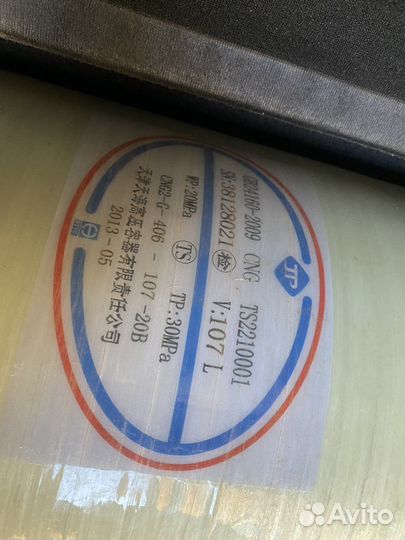 GB24160-2009 CNG TS2210001
SN:38128021 检 V:107 L
WP:20MPa TS TP:30MPa
CNG2-G-406-107-20B
天津天海高压容器有限责任公司
2013-05
Avito